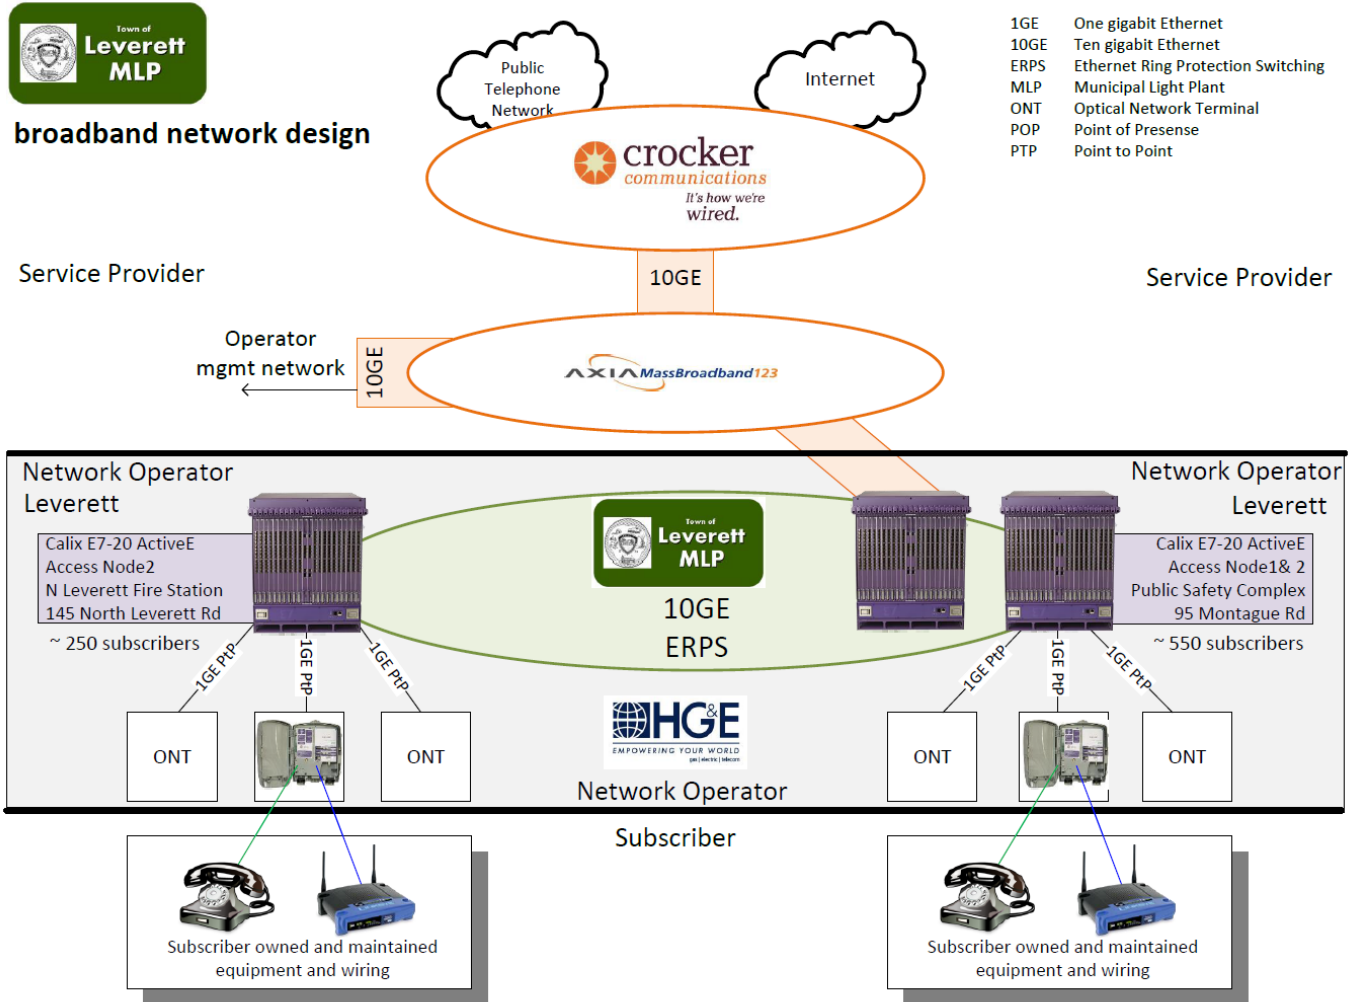 Town of
Leverett
MLP
broadband network design
Public
Telephone
Network
Internet
1GE One gigabit Ethernet
10GE Ten gigabit Ethernet
ERPS Ethernet Ring Protection Switching
MLP Municipal Light Plant
ONT Optical Network Terminal
POP Point of Presense
PTP Point to Point
crocker
communications
It's how we're
wired.
Service Provider
10GE
Service Provider
Operator
mgmt network
10GE
AXIA MassBroadband123
Network Operator
Leverett
Network Operator
Leverett
Calix E7-20 ActiveE
Access Node2
N Leverett Fire Station
145 North Leverett Rd
~ 250 subscribers
Town of
Leverett
MLP
10GE
ERPS
Calix E7-20 ActiveE
Access Node1& 2
Public Safety Complex
95 Montague Rd
~ 550 subscribers
1GE PtP
1GE PtP
1GE PtP
1GE PtP
1GE PtP
1GE PtP
ONT
ONT
HG&E
EMPOWERING YOUR WORLD
gas | electric | telecom
Network Operator
ONT
ONT
Subscriber
Subscriber owned and maintained
equipment and wiring
Subscriber owned and maintained
equipment and wiring